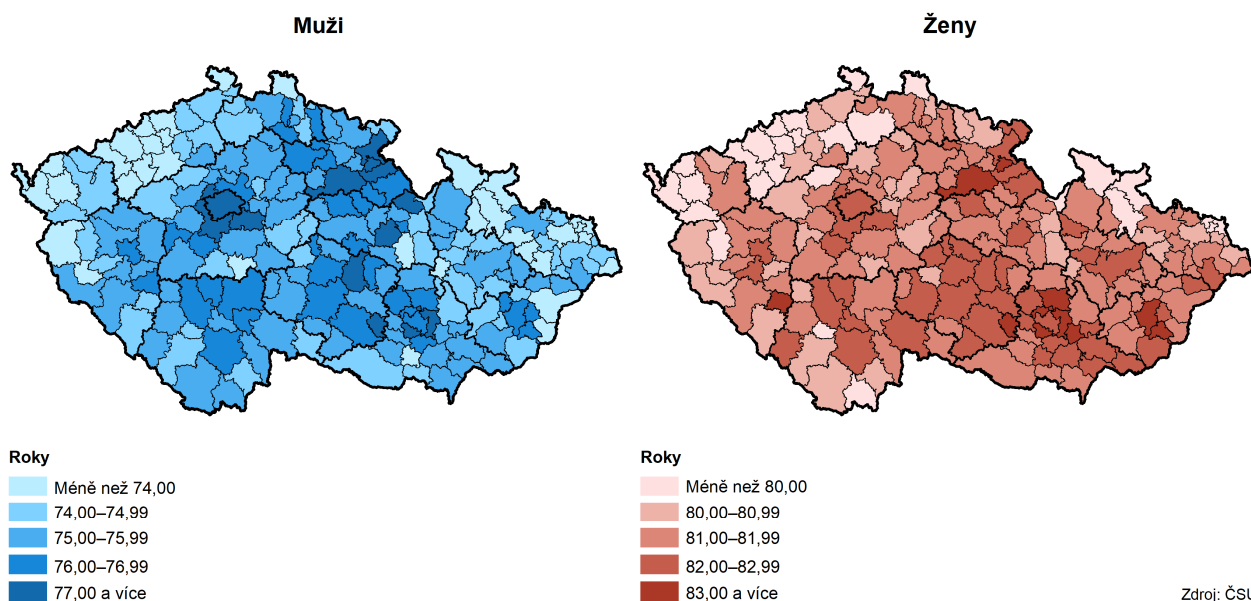 Muži
Ženy
Roky
Méně než 74,00
74,00–74,99
75,00–75,99
76,00–76,99
77,00 a více
Roky
Méně než 80,00
80,00–80,99
81,00–81,99
82,00–82,99
83,00 a více
Zdroj: ČSÚ